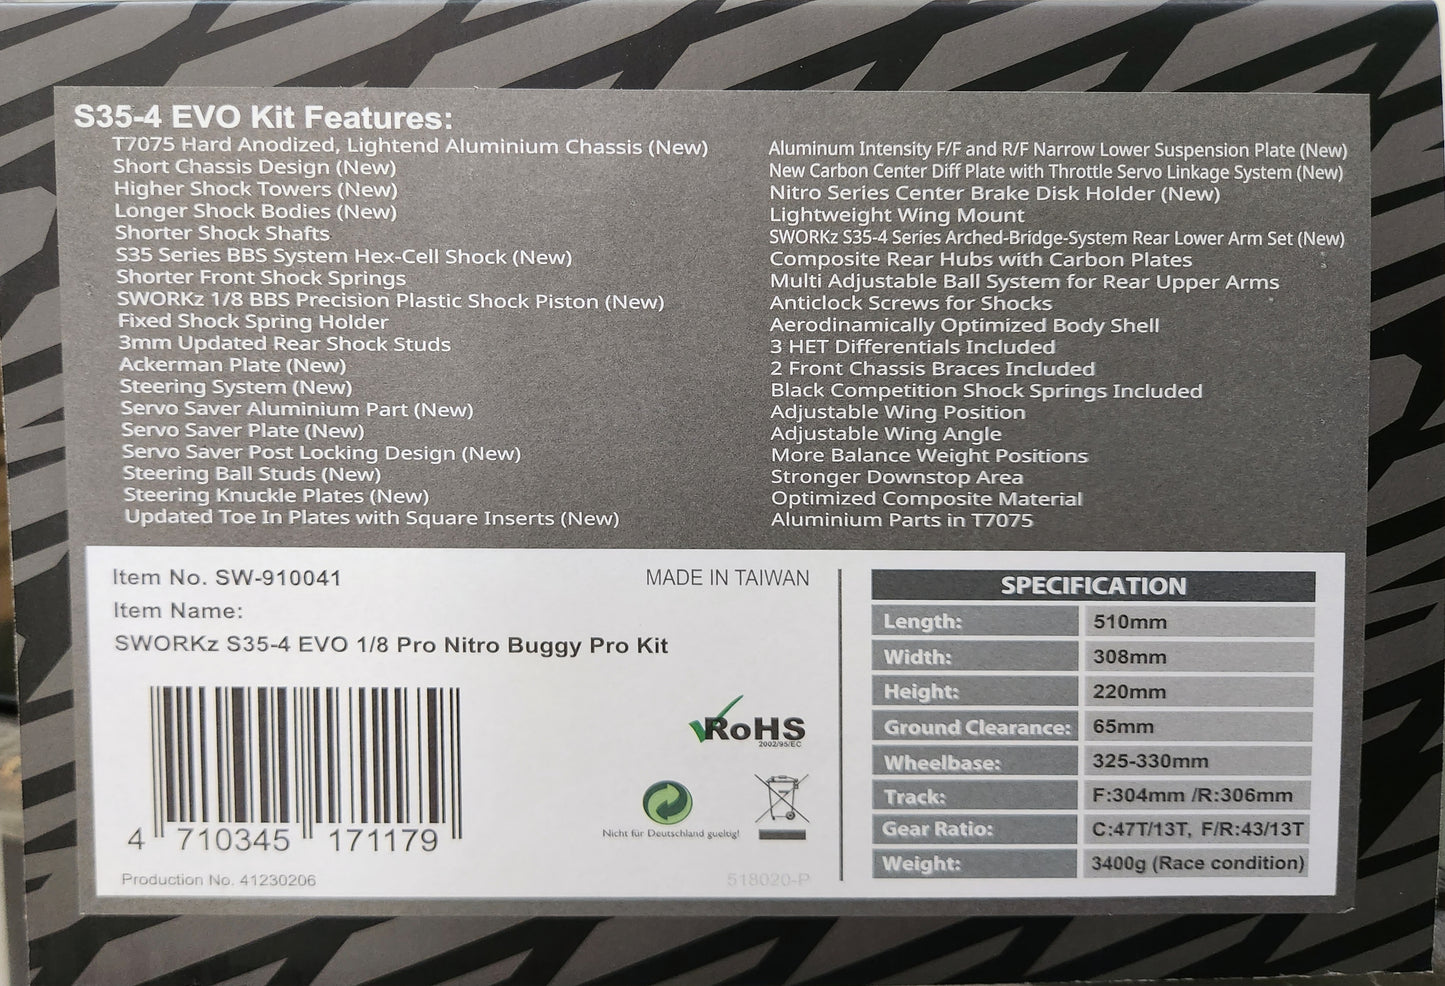 S35-4 EVO Kit Features:
T7075 Hard Anodized, Lightend Aluminium Chassis (New)
Short Chassis Design (New)
Higher Shock Towers (New)
Longer Shock Bodies (New)
Shorter Shock Shafts
S35 Series BBS System Hex-Cell Shock (New)
Shorter Front Shock Springs
SWORKz 1/8 BBS Precision Plastic Shock Piston (New)
Fixed Shock Spring Holder
3mm Updated Rear Shock Studs
Ackerman Plate (New)
Steering System (New)
Servo Saver Aluminium Part (New)
Servo Saver Plate (New)
Servo Saver Post Locking Design (New)
Steering Ball Studs (New)
Steering Knuckle Plates (New)
Updated Toe In Plates with Square Inserts (New)
Aluminum Intensity F/F and R/F Narrow Lower Suspension Plate (New)
New Carbon Center Diff Plate with Throttle Servo Linkage System (New)
Nitro Series Center Brake Disk Holder (New)
Lightweight Wing Mount
SWORKz S35-4 Series Arched-Bridge-System Rear Lower Arm Set (New)
Composite Rear Hubs with Carbon Plates
Multi Adjustable Ball System for Rear Upper Arms
Anticlock Screws for Shocks
Aerodinamically Optimized Body Shell
3 HET Differentials Included
2 Front Chassis Braces Included
Black Competition Shock Springs Included
Adjustable Wing Position
Adjustable Wing Angle
More Balance Weight Positions
Stronger Downstop Area
Optimized Composite Material
Aluminium Parts in T7075
Item No. SW-910041
MADE IN TAIWAN
Item Name:
SWORKz S35-4 EVO 1/8 Pro Nitro Buggy Pro Kit
RoHS
2002/95/EC
Nicht für Deutschland gueltig!
4 710345 171179
Production No. 41230206
518020-P
SPECIFICATION
Length: 510mm
Width: 308mm
Height: 220mm
Ground Clearance: 65mm
Wheelbase: 325-330mm
Track: F:304mm /R:306mm
Gear Ratio: C:47T/13T, F/R:43/13T
Weight: 3400g (Race condition)